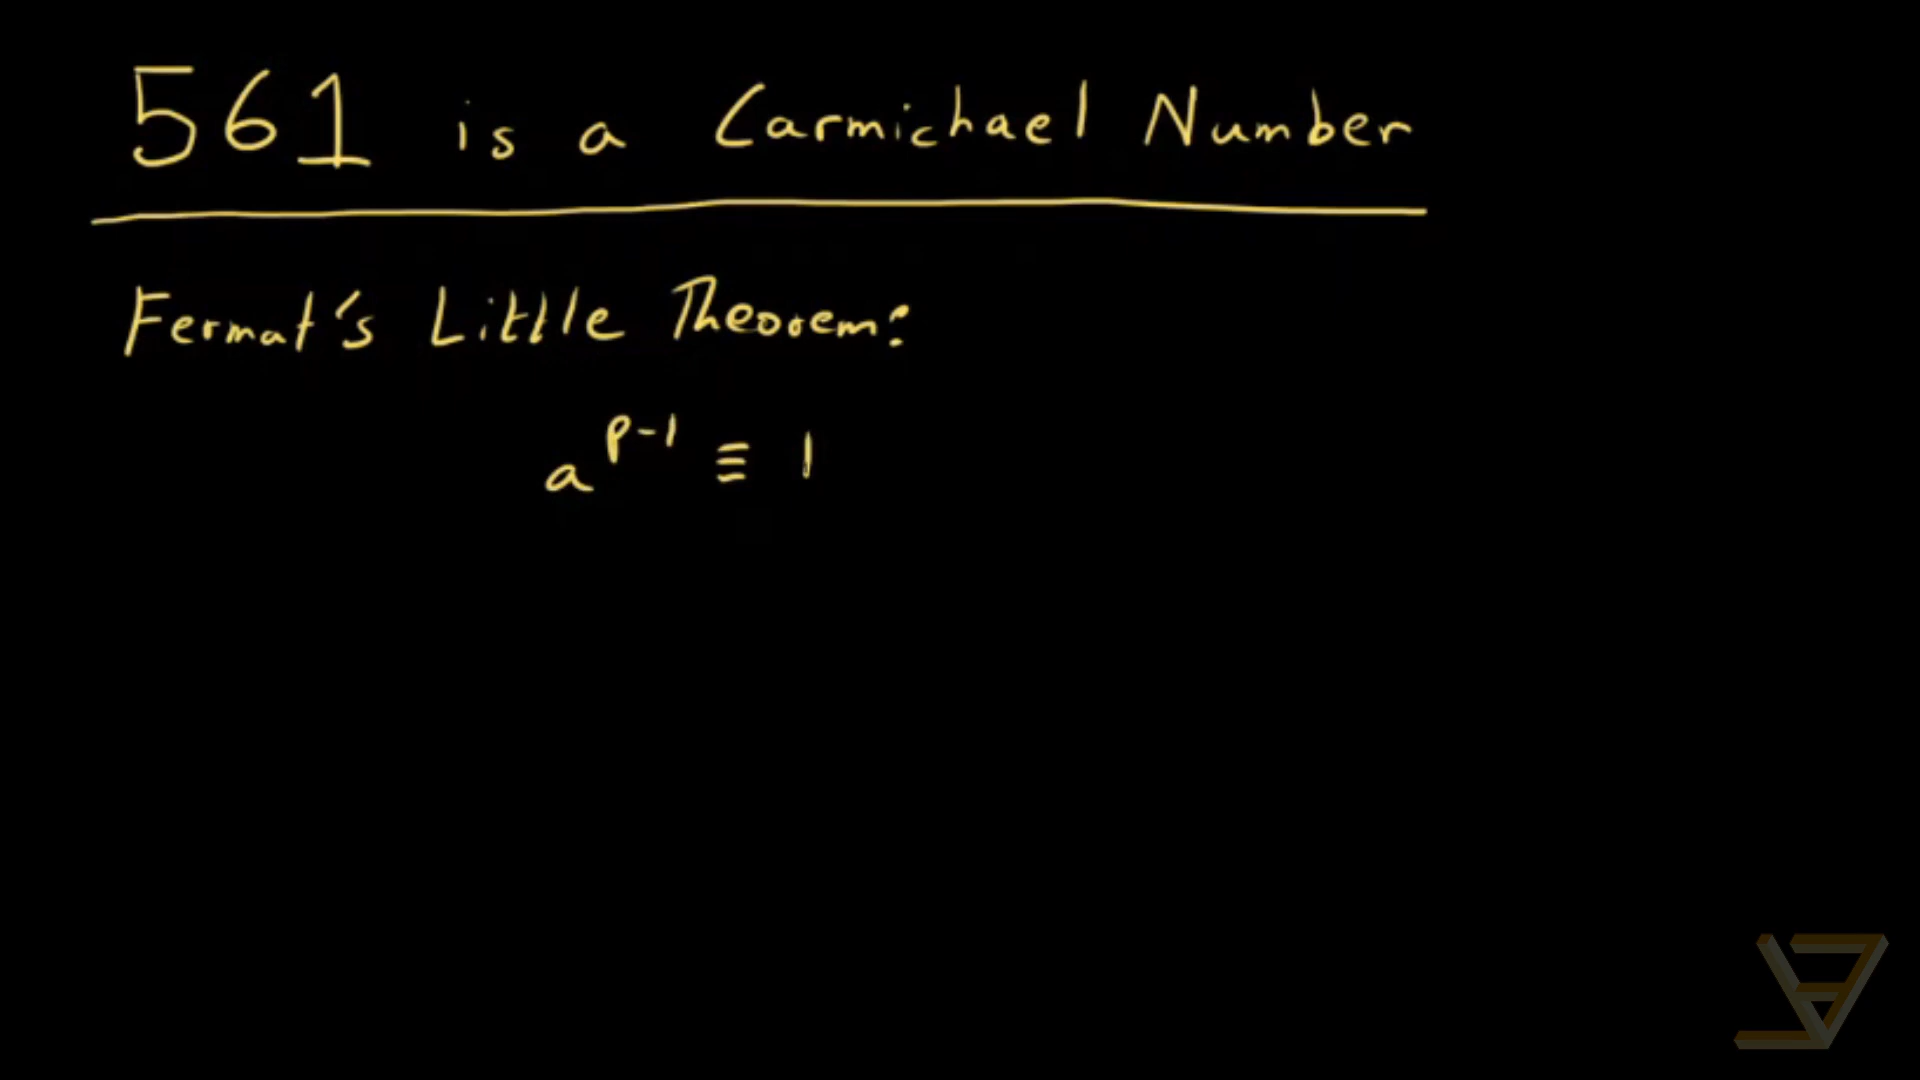 561 is a Carmichael Number
Fermat's Little Theorem:
a^{p-1} ≡ 1